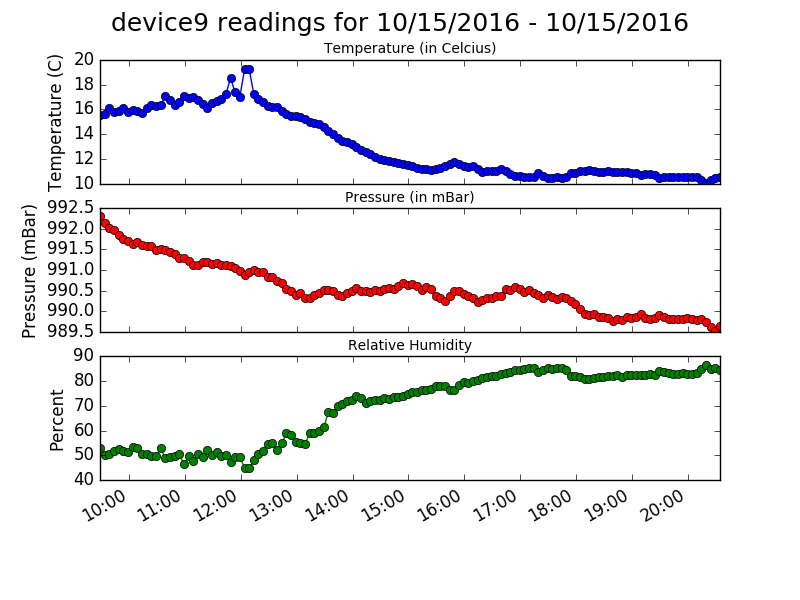 device9 readings for 10/15/2016 - 10/15/2016
Temperature (in Celcius)
Temperature (C)
20
18
16
14
12
10
Pressure (in mBar)
Pressure (mBar)
992.5
992.0
991.5
991.0
990.5
990.0
989.5
Relative Humidity
Percent
90
80
70
60
50
40
10:00 11:00 12:00 13:00 14:00 15:00 16:00 17:00 18:00 19:00 20:00